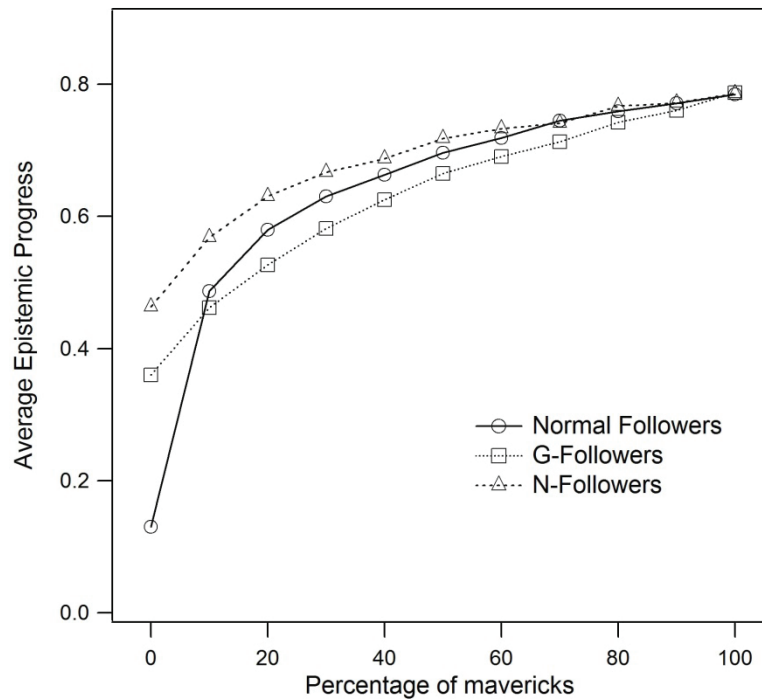 Average Epistemic Progress
0.8
0.6
0.4
0.2
0.0
Normal Followers
G-Followers
N-Followers
0 20 40 60 80 100
Percentage of mavericks